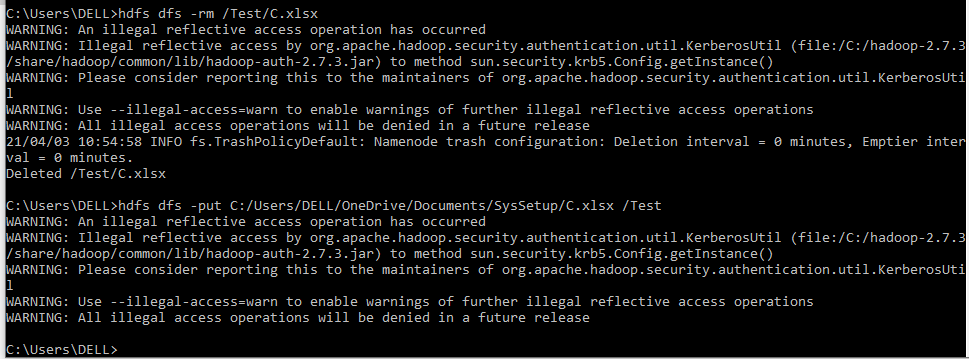 C:\Users\DELL>hdfs dfs -rm /Test/C.xlsx
WARNING: An illegal reflective access operation has occurred
WARNING: Illegal reflective access by org.apache.hadoop.security.authentication.util.KerberosUtil (file:/C:/hadoop-2.7.3
/share/hadoop/common/lib/hadoop-auth-2.7.3.jar) to method sun.security.krb5.Config.getInstance()
WARNING: Please consider reporting this to the maintainers of org.apache.hadoop.security.authentication.util.KerberosUti
l
WARNING: Use --illegal-access=warn to enable warnings of further illegal reflective access operations
WARNING: All illegal access operations will be denied in a future release
21/04/03 10:54:58 INFO fs.TrashPolicyDefault: Namenode trash configuration: Deletion interval = 0 minutes, Emptier inter
val = 0 minutes.
Deleted /Test/C.xlsx
C:\Users\DELL>hdfs dfs -put C:/Users/DELL/OneDrive/Documents/SysSetup/C.xlsx /Test
WARNING: An illegal reflective access operation has occurred
WARNING: Illegal reflective access by org.apache.hadoop.security.authentication.util.KerberosUtil (file:/C:/hadoop-2.7.3
/share/hadoop/common/lib/hadoop-auth-2.7.3.jar) to method sun.security.krb5.Config.getInstance()
WARNING: Please consider reporting this to the maintainers of org.apache.hadoop.security.authentication.util.KerberosUti
l
WARNING: Use --illegal-access=warn to enable warnings of further illegal reflective access operations
WARNING: All illegal access operations will be denied in a future release
C:\Users\DELL>